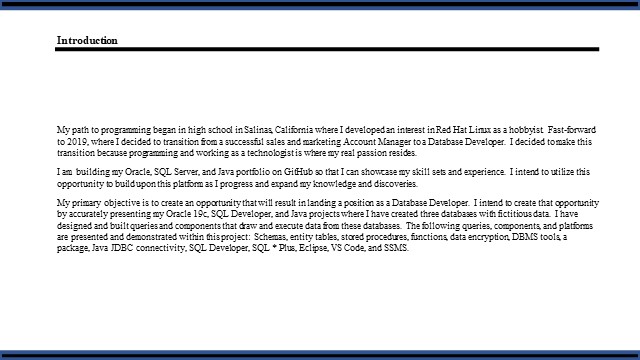 Introduction
My path to programming began in high school in Salinas, California where I developed an interest in Red Hat Linux as a hobbyist.  Fast-forward
to 2019, where I decided to transition from a successful sales and marketing Account Manager to a Database Developer.  I decided to make this
transition because programming and working as a technologist is where my real passion resides.
I am  building my Oracle, SQL Server, and Java portfolio on GitHub so that I can showcase my skill sets and experience.  I intend to utilize this
opportunity to build upon this platform as I progress and expand my knowledge and discoveries.
My primary objective is to create an opportunity that will result in landing a position as a Database Developer.  I intend to create that opportunity
by accurately presenting my Oracle 19c, SQL Developer, and Java projects where I have created three databases with fictitious data.  I have
designed and built queries and components that draw and execute data from these databases.  The following queries, components, and platforms
are presented and demonstrated within this project:  Schemas, entity tables, stored procedures, functions, data encryption, DBMS tools, a
package, Java JDBC connectivity, SQL Developer, SQL * Plus, Eclipse, VS Code, and SSMS.